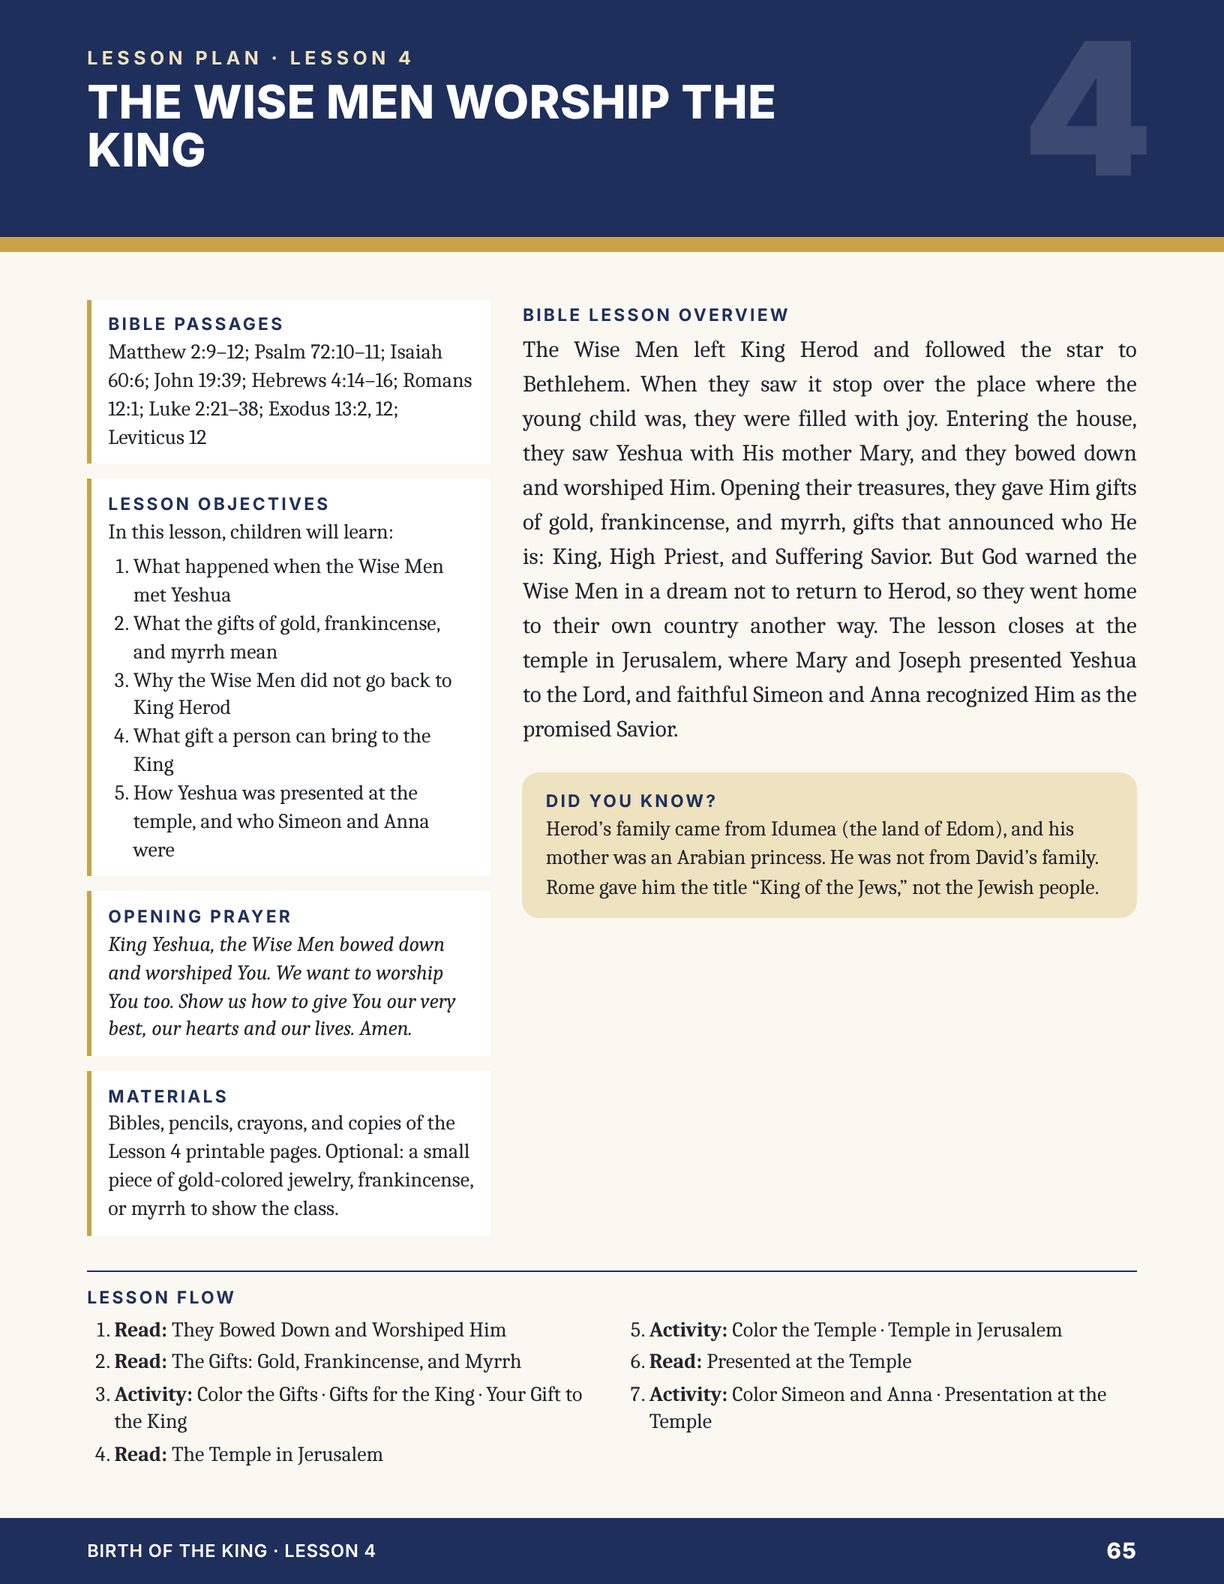 LESSON PLAN · LESSON 4
THE WISE MEN WORSHIP THE
KING
4
BIBLE PASSAGES
Matthew 2:9–12; Psalm 72:10–11; Isaiah
60:6; John 19:39; Hebrews 4:14–16; Romans
12:1; Luke 2:21–38; Exodus 13:2, 12;
Leviticus 12
LESSON OBJECTIVES
In this lesson, children will learn:
1. What happened when the Wise Men
met Yeshua
2. What the gifts of gold, frankincense,
and myrrh mean
3. Why the Wise Men did not go back to
King Herod
4. What gift a person can bring to the
King
5. How Yeshua was presented at the
temple, and who Simeon and Anna
were
OPENING PRAYER
King Yeshua, the Wise Men bowed down
and worshiped You. We want to worship
You too. Show us how to give You our very
best, our hearts and our lives. Amen.
MATERIALS
Bibles, pencils, crayons, and copies of the
Lesson 4 printable pages. Optional: a small
piece of gold-colored jewelry, frankincense,
or myrrh to show the class.
BIBLE LESSON OVERVIEW
The Wise Men left King Herod and followed the star to
Bethlehem. When they saw it stop over the place where the
young child was, they were filled with joy. Entering the house,
they saw Yeshua with His mother Mary, and they bowed down
and worshiped Him. Opening their treasures, they gave Him gifts
of gold, frankincense, and myrrh, gifts that announced who He
is: King, High Priest, and Suffering Savior. But God warned the
Wise Men in a dream not to return to Herod, so they went home
to their own country another way. The lesson closes at the
temple in Jerusalem, where Mary and Joseph presented Yeshua
to the Lord, and faithful Simeon and Anna recognized Him as the
promised Savior.
DID YOU KNOW?
Herod’s family came from Idumea (the land of Edom), and his
mother was an Arabian princess. He was not from David’s family.
Rome gave him the title “King of the Jews,” not the Jewish people.
LESSON FLOW
1. Read: They Bowed Down and Worshiped Him
2. Read: The Gifts: Gold, Frankincense, and Myrrh
3. Activity: Color the Gifts · Gifts for the King · Your Gift to
the King
4. Read: The Temple in Jerusalem
5. Activity: Color the Temple · Temple in Jerusalem
6. Read: Presented at the Temple
7. Activity: Color Simeon and Anna · Presentation at the
Temple
BIRTH OF THE KING · LESSON 4
65